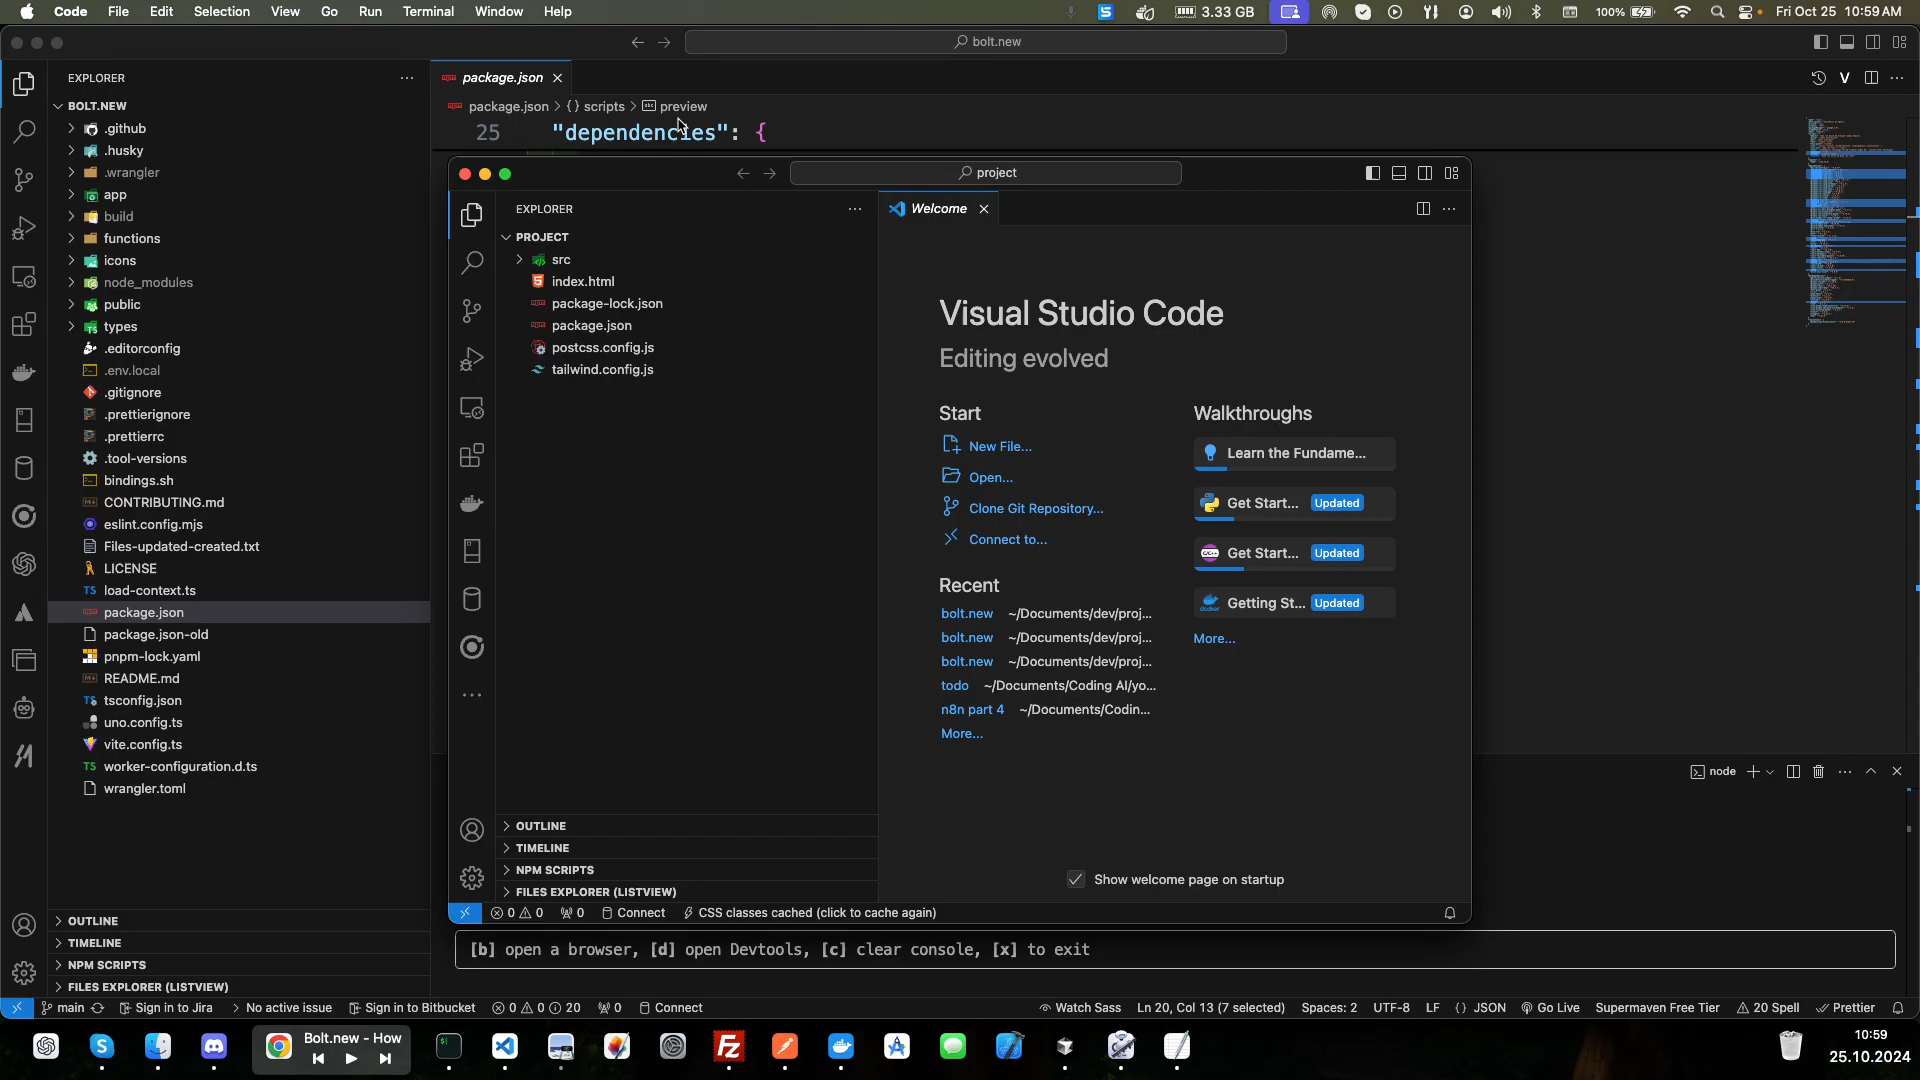 Code File Edit Selection View Go Run Terminal Window Help
3.33 GB 100% Fri Oct 25 10:59 AM
bolt.new
EXPLORER
BOLT.NEW
.github
.husky
.wrangler
app
build
functions
icons
node_modules
public
types
.editorconfig
.env.local
.gitignore
.prettierignore
.prettierrc
.tool-versions
bindings.sh
CONTRIBUTING.md
eslint.config.mjs
Files-updated-created.txt
LICENSE
load-context.ts
package.json
package.json-old
pnpm-lock.yaml
README.md
tsconfig.json
uno.config.ts
vite.config.ts
worker-configuration.d.ts
wrangler.toml
OUTLINE
TIMELINE
NPM SCRIPTS
FILES EXPLORER (LISTVIEW)
package.json
package.json > {} scripts > preview
25 "dependencies": {
project
EXPLORER
PROJECT
src
index.html
package-lock.json
package.json
postcss.config.js
tailwind.config.js
OUTLINE
TIMELINE
NPM SCRIPTS
FILES EXPLORER (LISTVIEW)
Welcome
Visual Studio Code
Editing evolved
Start
New File...
Open...
Clone Git Repository...
Connect to...
Recent
bolt.new ~/Documents/dev/proj...
bolt.new ~/Documents/dev/proj...
bolt.new ~/Documents/dev/proj...
todo ~/Documents/Coding AI/yo...
n8n part 4 ~/Documents/Codin...
More...
Walkthroughs
Learn the Fundame...
Get Start... Updated
Get Start... Updated
Getting St... Updated
More...
Show welcome page on startup
0 0 0 Connect CSS classes cached (click to cache again)
node
[b] open a browser, [d] open Devtools, [c] clear console, [x] to exit
main Sign in to Jira No active issue Sign in to Bitbucket 0 0 20 0 Connect Watch Sass Ln 20, Col 13 (7 selected) Spaces: 2 UTF-8 LF {} JSON Go Live Supermaven Free Tier 20 Spell Prettier
Bolt.new - How
10:59
25.10.2024